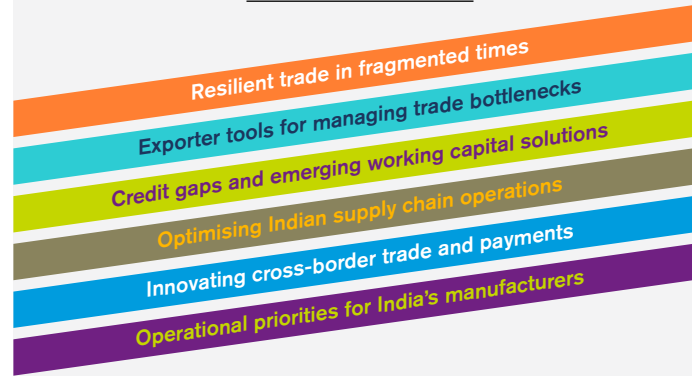 Resilient trade in fragmented times
Exporter tools for managing trade bottlenecks
Credit gaps and emerging working capital solutions
Optimising Indian supply chain operations
Innovating cross-border trade and payments
Operational priorities for India's manufacturers